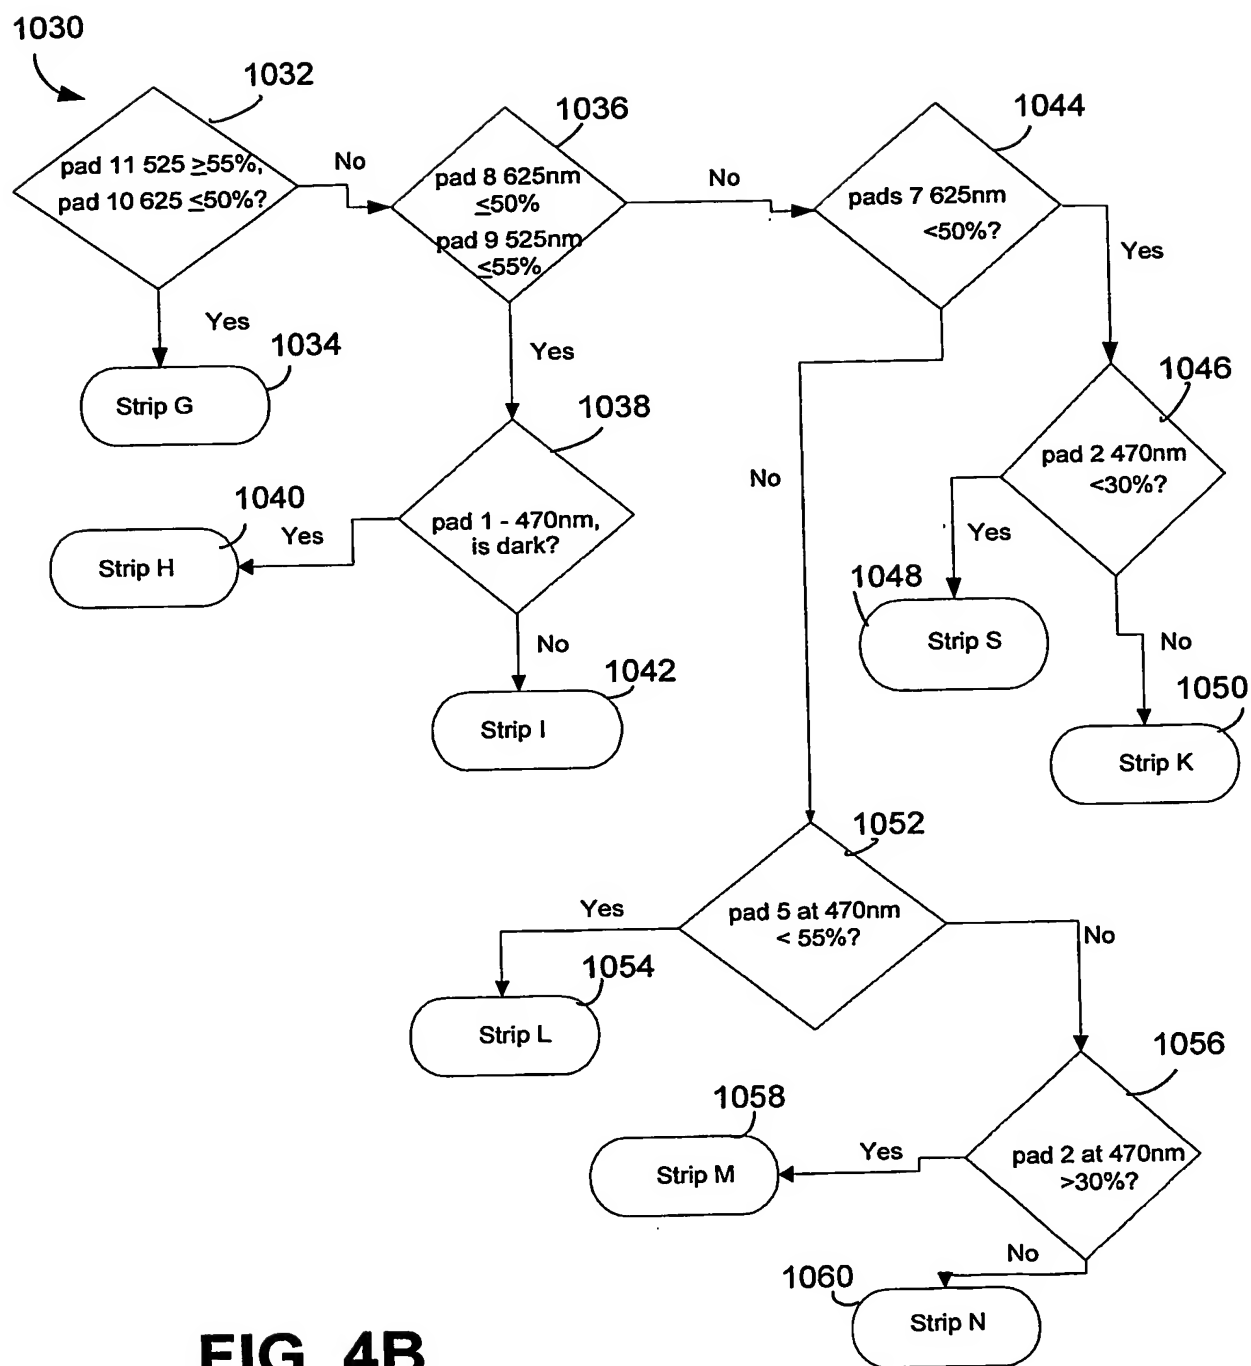 1030
1032
pad 11 525 ≥55%,
pad 10 625 ≤50%?
No
Yes
1034
Strip G
1036
pad 8 625nm
≤50%
pad 9 525nm
≤55%
No
Yes
1038
pad 1 - 470nm,
is dark?
Yes
1040
Strip H
No
1042
Strip I
1044
pads 7 625nm
<50%?
Yes
No
1046
pad 2 470nm
<30%?
Yes
1048
Strip S
No
1050
Strip K
1052
pad 5 at 470nm
< 55%?
Yes
1054
Strip L
No
1056
pad 2 at 470nm
>30%?
Yes
1058
Strip M
No
1060
Strip N
FIG. 4B